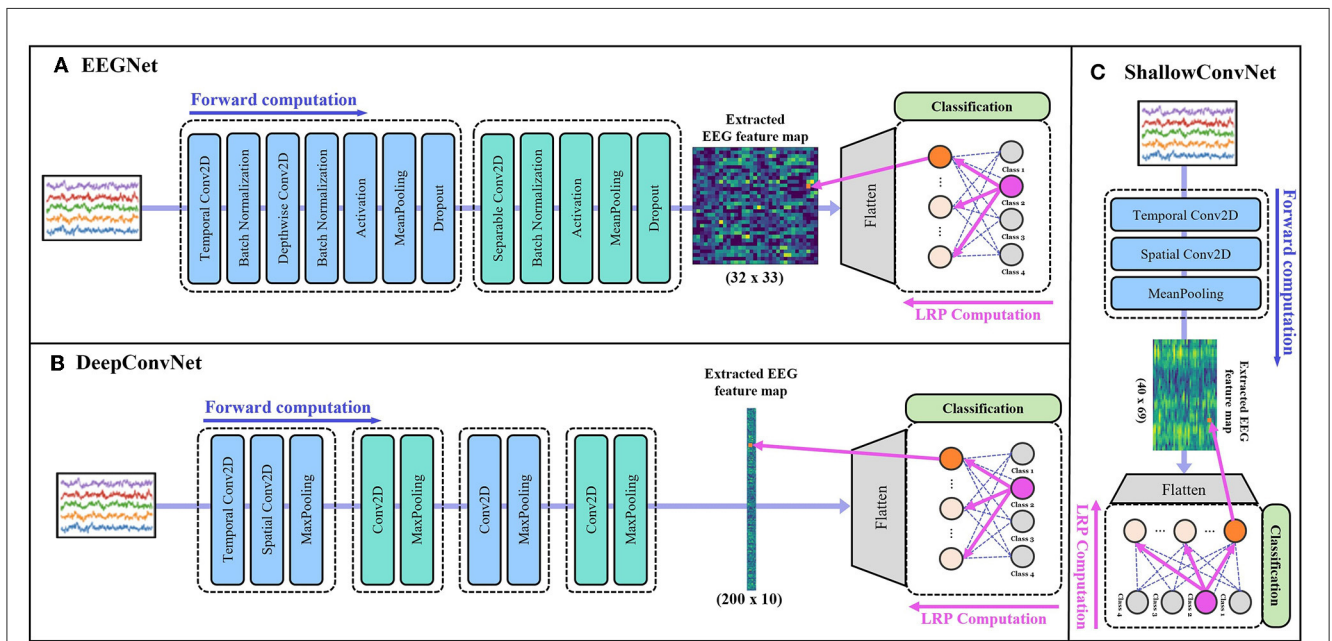 A EEGNet
Forward computation
Temporal Conv2D
Batch Normalization
Depthwise Conv2D
Batch Normalization
Activation
MeanPooling
Dropout
Separable Conv2D
Batch Normalization
Activation
MeanPooling
Dropout
Extracted
EEG feature map
(32 x 33)
Flatten
Classification
Class 1
Class 2
Class 3
Class 4
LRP Computation
B DeepConvNet
Forward computation
Temporal Conv2D
Spatial Conv2D
MaxPooling
Conv2D
MaxPooling
Conv2D
MaxPooling
Conv2D
MaxPooling
Extracted EEG
feature map
(200 x 10)
Flatten
Classification
Class 1
Class 2
Class 3
Class 4
LRP Computation
C ShallowConvNet
Temporal Conv2D
Spatial Conv2D
MeanPooling
Forward computation
(40 x 69)
Extracted EEG
feature map
Flatten
LRP Computation
Classification
Class 4
Class 3
Class 2
Class 1